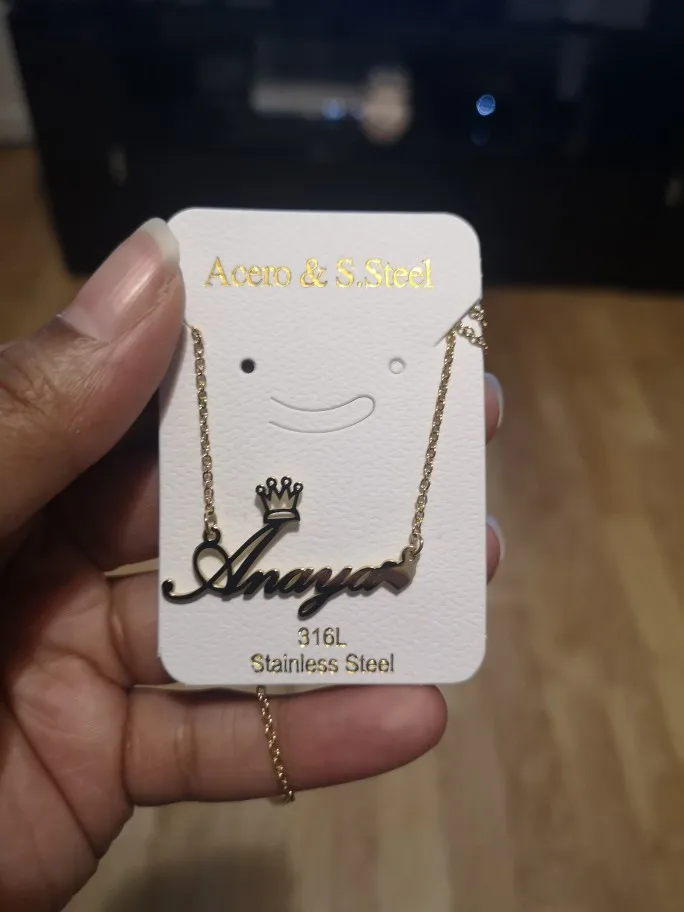 Acero & S.Steel
Anaya
316L
Stainless Steel